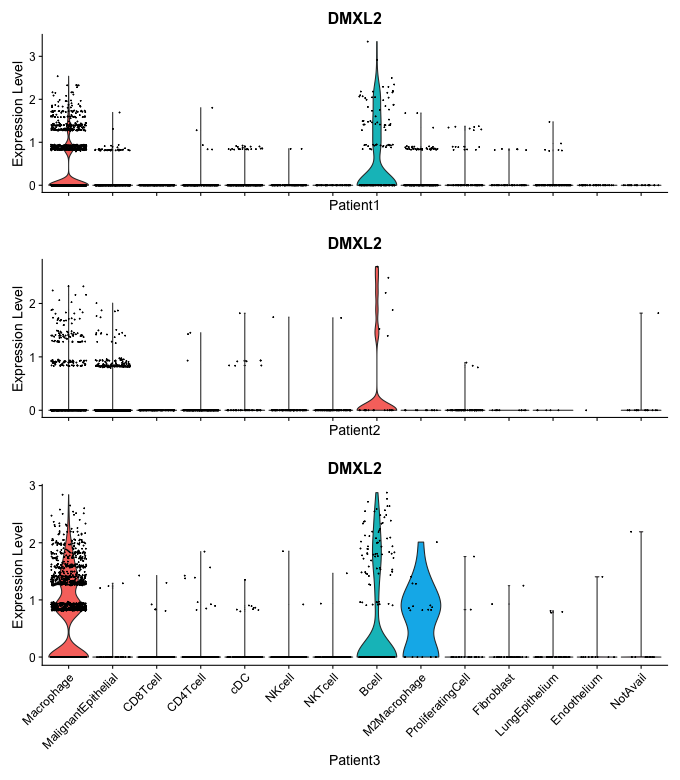 DMXL2
Expression Level
3
2
1
0
Patient1
DMXL2
Expression Level
2
1
0
Patient2
DMXL2
Expression Level
3
2
1
0
Macrophage
MalignantEpithelial
CD8Tcell
CD4Tcell
cDC
NKcell
NKTcell
Bcell
M2Macrophage
ProliferatingCell
Fibroblast
LungEpithelium
Endothelium
NotAvail
Patient3